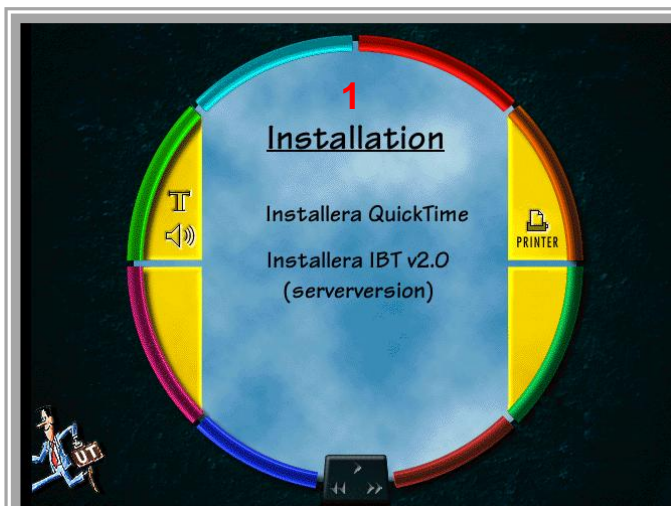 1
Installation
T
Installera QuickTime
PRINTER
Installera IBT v2.0
(serverversion)
UT